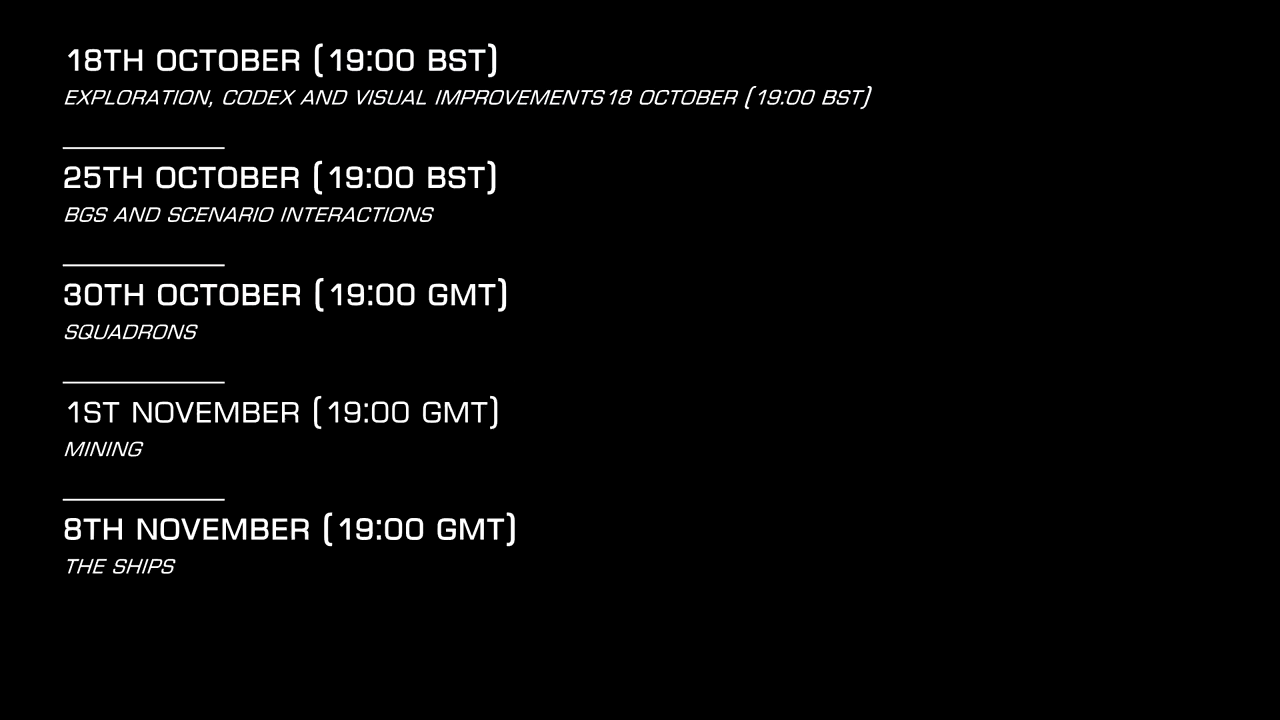 18TH OCTOBER (19:00 BST)
EXPLORATION, CODEX AND VISUAL IMPROVEMENTS18 OCTOBER (19:00 BST)
25TH OCTOBER (19:00 BST)
BGS AND SCENARIO INTERACTIONS
30TH OCTOBER (19:00 GMT)
SQUADRONS
1ST NOVEMBER (19:00 GMT)
MINING
8TH NOVEMBER (19:00 GMT)
THE SHIPS